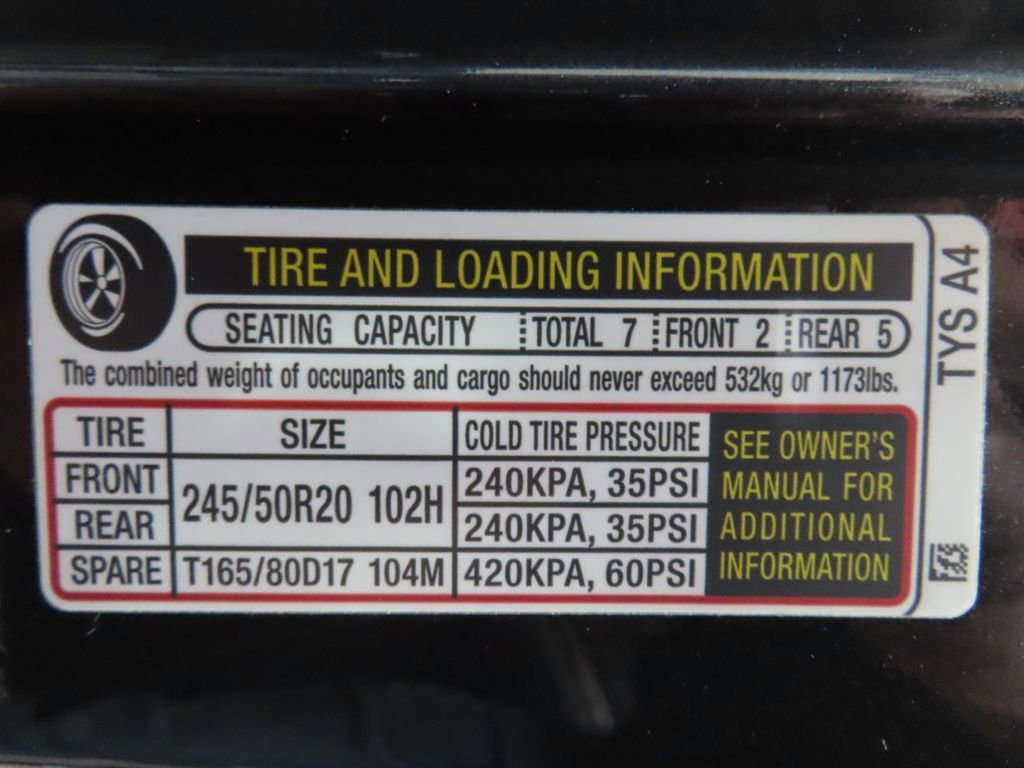 TIRE AND LOADING INFORMATION
SEATING CAPACITY TOTAL 7 FRONT 2 REAR 5
The combined weight of occupants and cargo should never exceed 532kg or 1173lbs.
TIRE SIZE COLD TIRE PRESSURE
FRONT 245/50R20 102H 240KPA, 35PSI
REAR 240KPA, 35PSI
SPARE T165/80D17 104M 420KPA, 60PSI
SEE OWNER'S
MANUAL FOR
ADDITIONAL
INFORMATION
TYS A4